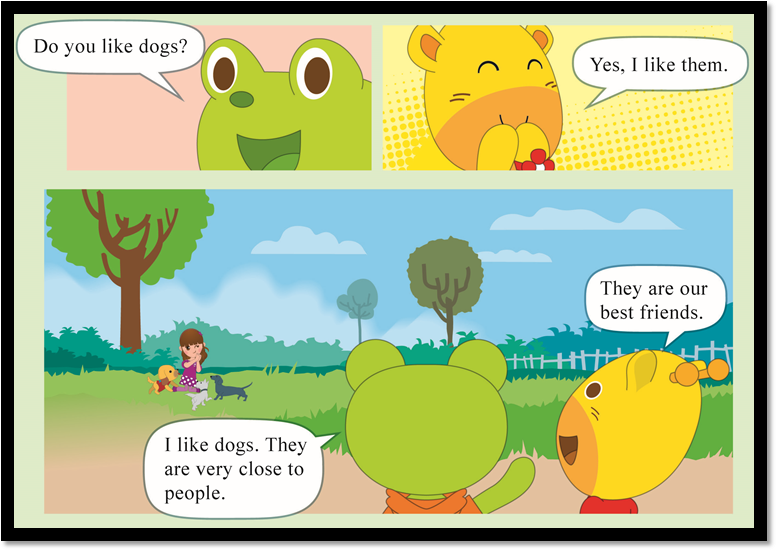 Do you like dogs?
Yes, I like them.
They are our
best friends.
I like dogs. They
are very close to
people.